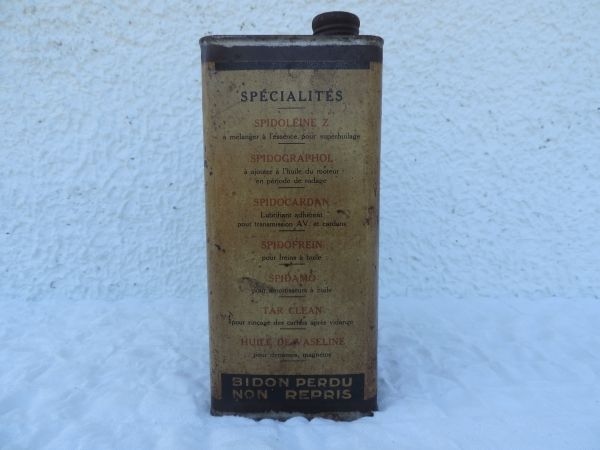 SPÉCIALITÉS
SPIDOLÉINE Z
à mélanger à l'éssence pour superhuilage
SPIDOGRAPHOL
à ajouter à l'huile du moteur
en période de rodage
SPIDOCARDAN
Lubrifiant adhérent
pour transmission AV. et cardans
SPIDOFREIN
pour freins à huile
SPIDAMO
pour amortisseurs à huile
TAR CLEAN
pour rinçage des carters après vidange
HUILE DE VASELINE
pour dynamos, magnétos
BIDON PERDU
NON REPRIS